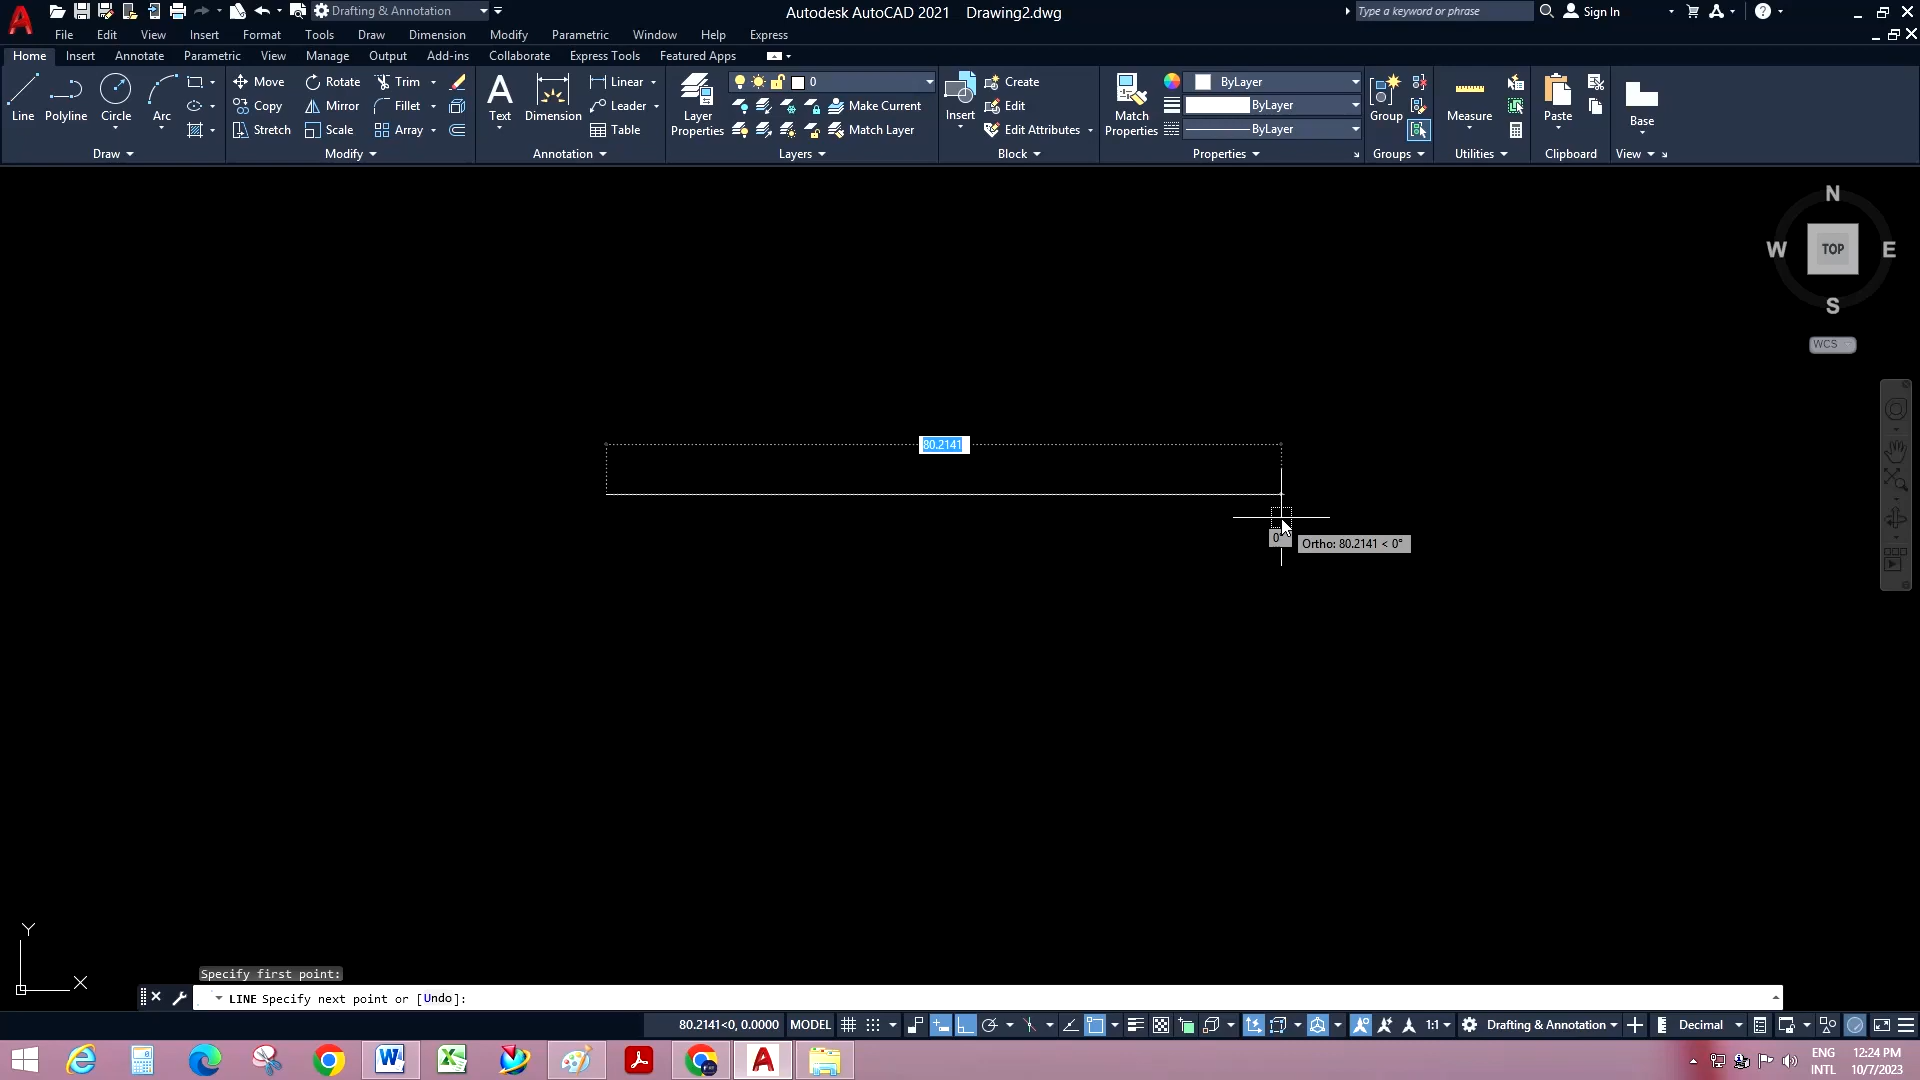 Drafting & Annotation
Autodesk AutoCAD 2021 Drawing2.dwg
Type a keyword or phrase
Sign In
File Edit View Insert Format Tools Draw Dimension Modify Parametric Window Help Express
Home Insert Annotate Parametric View Manage Output Add-ins Collaborate Express Tools Featured Apps
Line Polyline Circle Arc
Move Rotate Trim
Copy Mirror Fillet
Stretch Scale Array
Text Dimension
Linear
Leader
Table
Layer Properties
0
Make Current
Match Layer
Insert
Create
Edit
Edit Attributes
Match Properties
ByLayer
ByLayer
ByLayer
Group
Measure
Paste
Base
Draw Modify Annotation Layers Block Properties Groups Utilities Clipboard View
N
W TOP E
S
WCS
80.2141
0°
Ortho: 80.2141 < 0°
Y
X
Specify first point:
LINE Specify next point or [Undo]:
80.2141<0, 0.0000 MODEL 1:1 Drafting & Annotation Decimal
ENG 12:24 PM
INTL 10/7/2023